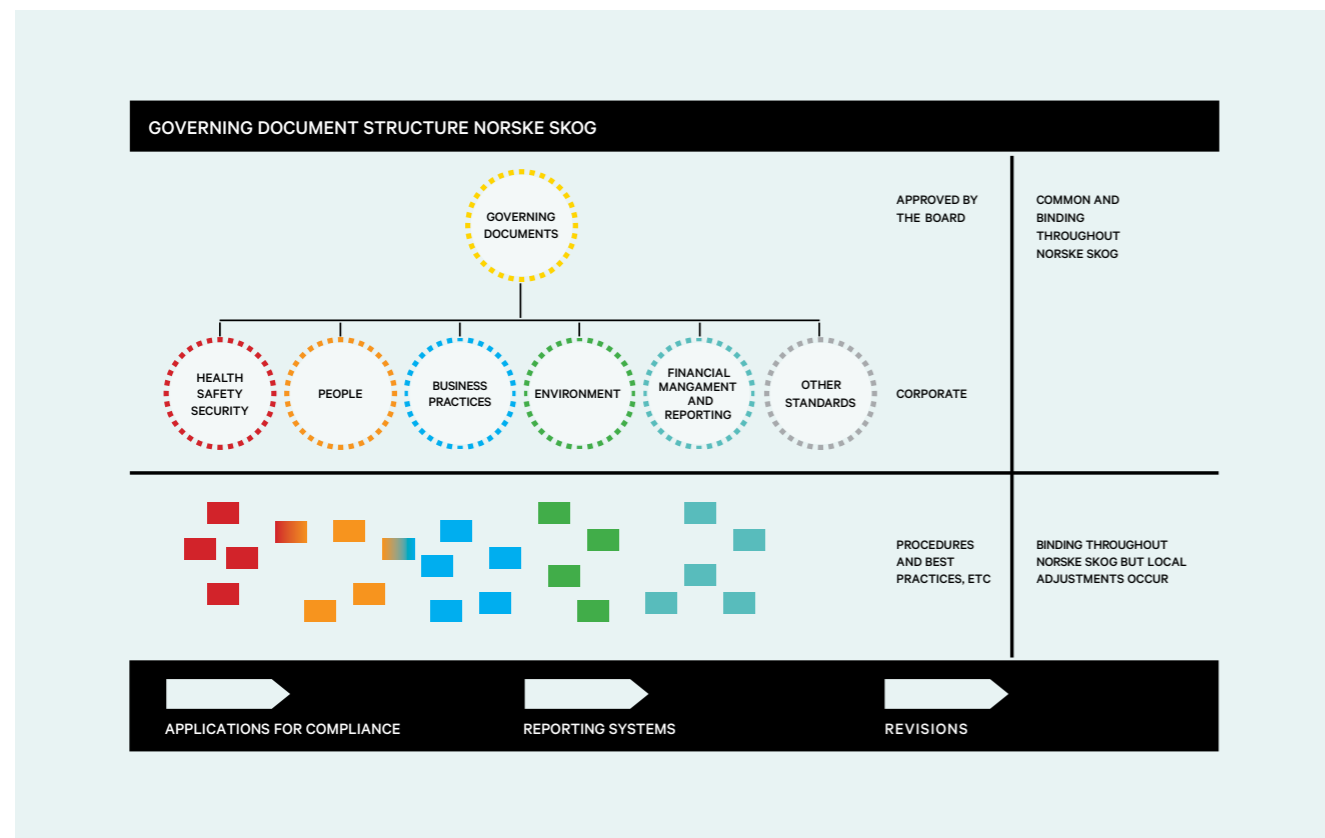 GOVERNING DOCUMENT STRUCTURE NORSKE SKOG
GOVERNING
DOCUMENTS
APPROVED BY
THE BOARD
COMMON AND
BINDING
THROUGHOUT
NORSKE SKOG
HEALTH
SAFETY
SECURITY
PEOPLE
BUSINESS
PRACTICES
ENVIRONMENT
FINANCIAL
MANGAMENT
AND
REPORTING
OTHER
STANDARDS
CORPORATE
PROCEDURES
AND BEST
PRACTICES, ETC
BINDING THROUGHOUT
NORSKE SKOG BUT LOCAL
ADJUSTMENTS OCCUR
APPLICATIONS FOR COMPLIANCE
REPORTING SYSTEMS
REVISIONS